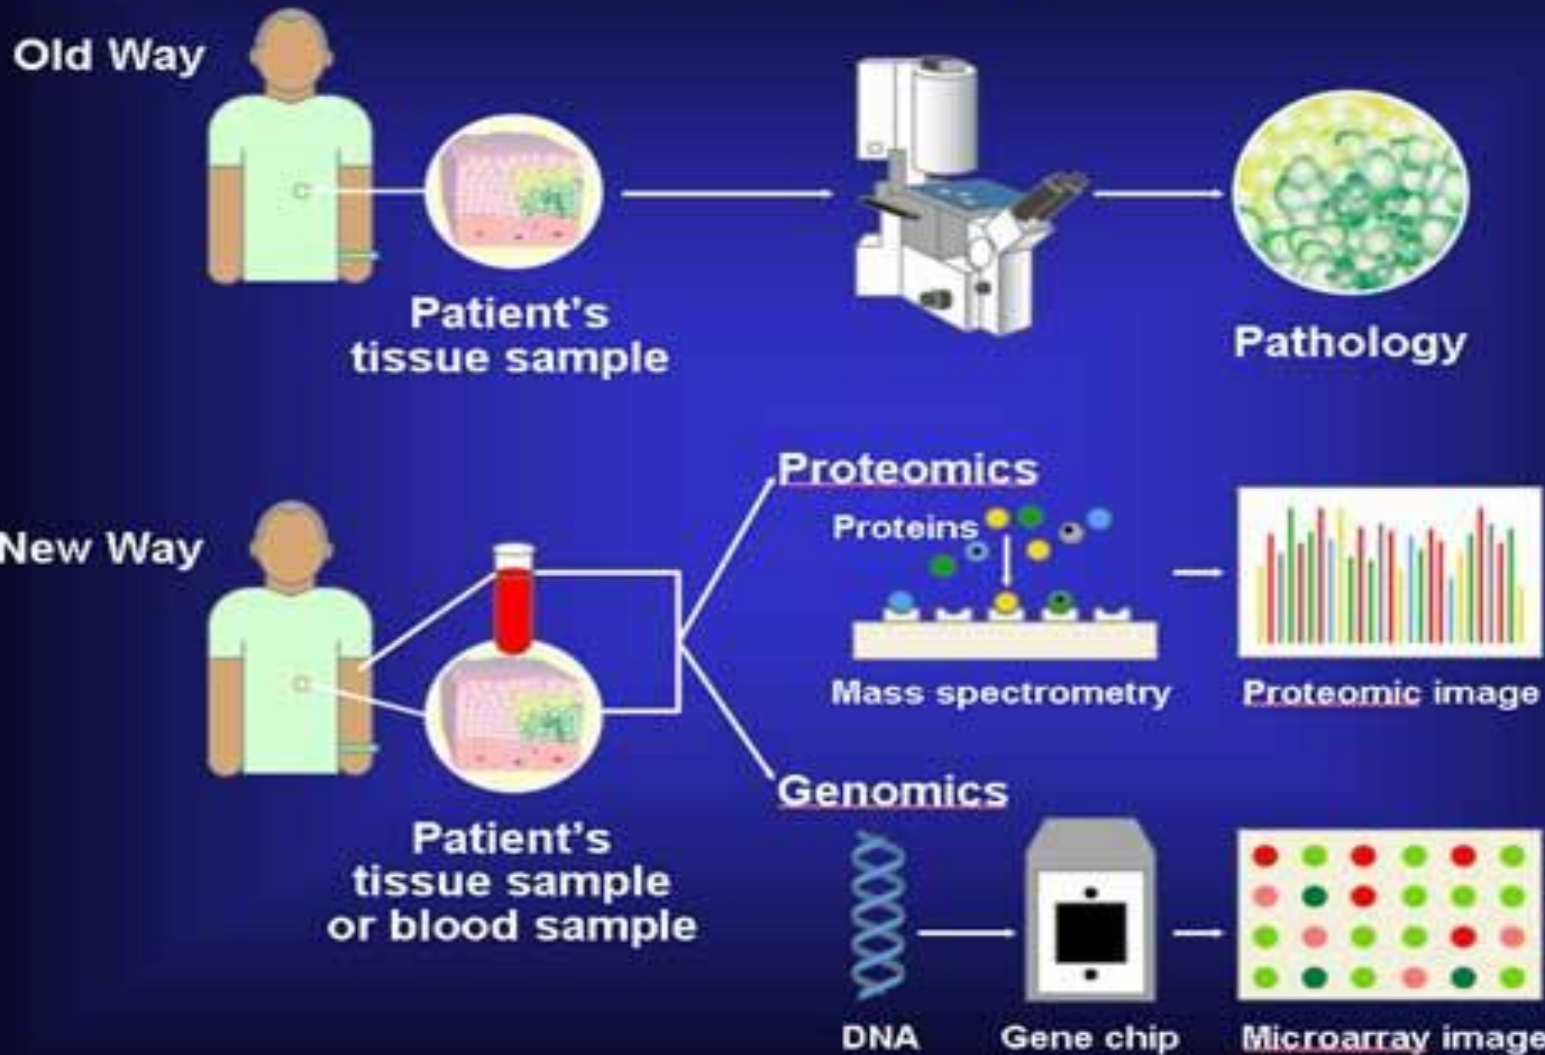 Old Way
Patient's
tissue sample
Pathology
New Way
Patient's
tissue sample
or blood sample
Proteomics
Proteins
Mass spectrometry
Proteomic image
Genomics
DNA
Gene chip
Microarray image